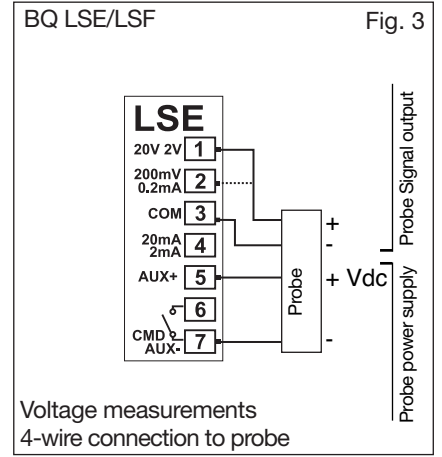 BQ LSE/LSF Fig. 3
LSE
20V 2V 1
200mV
0.2mA 2
COM 3
20mA
2mA 4
AUX+ 5
6
CMD
AUX- 7
Probe
+
-
+ Vdc
-
Probe Signal output
Probe power supply
Voltage measurements
4-wire connection to probe